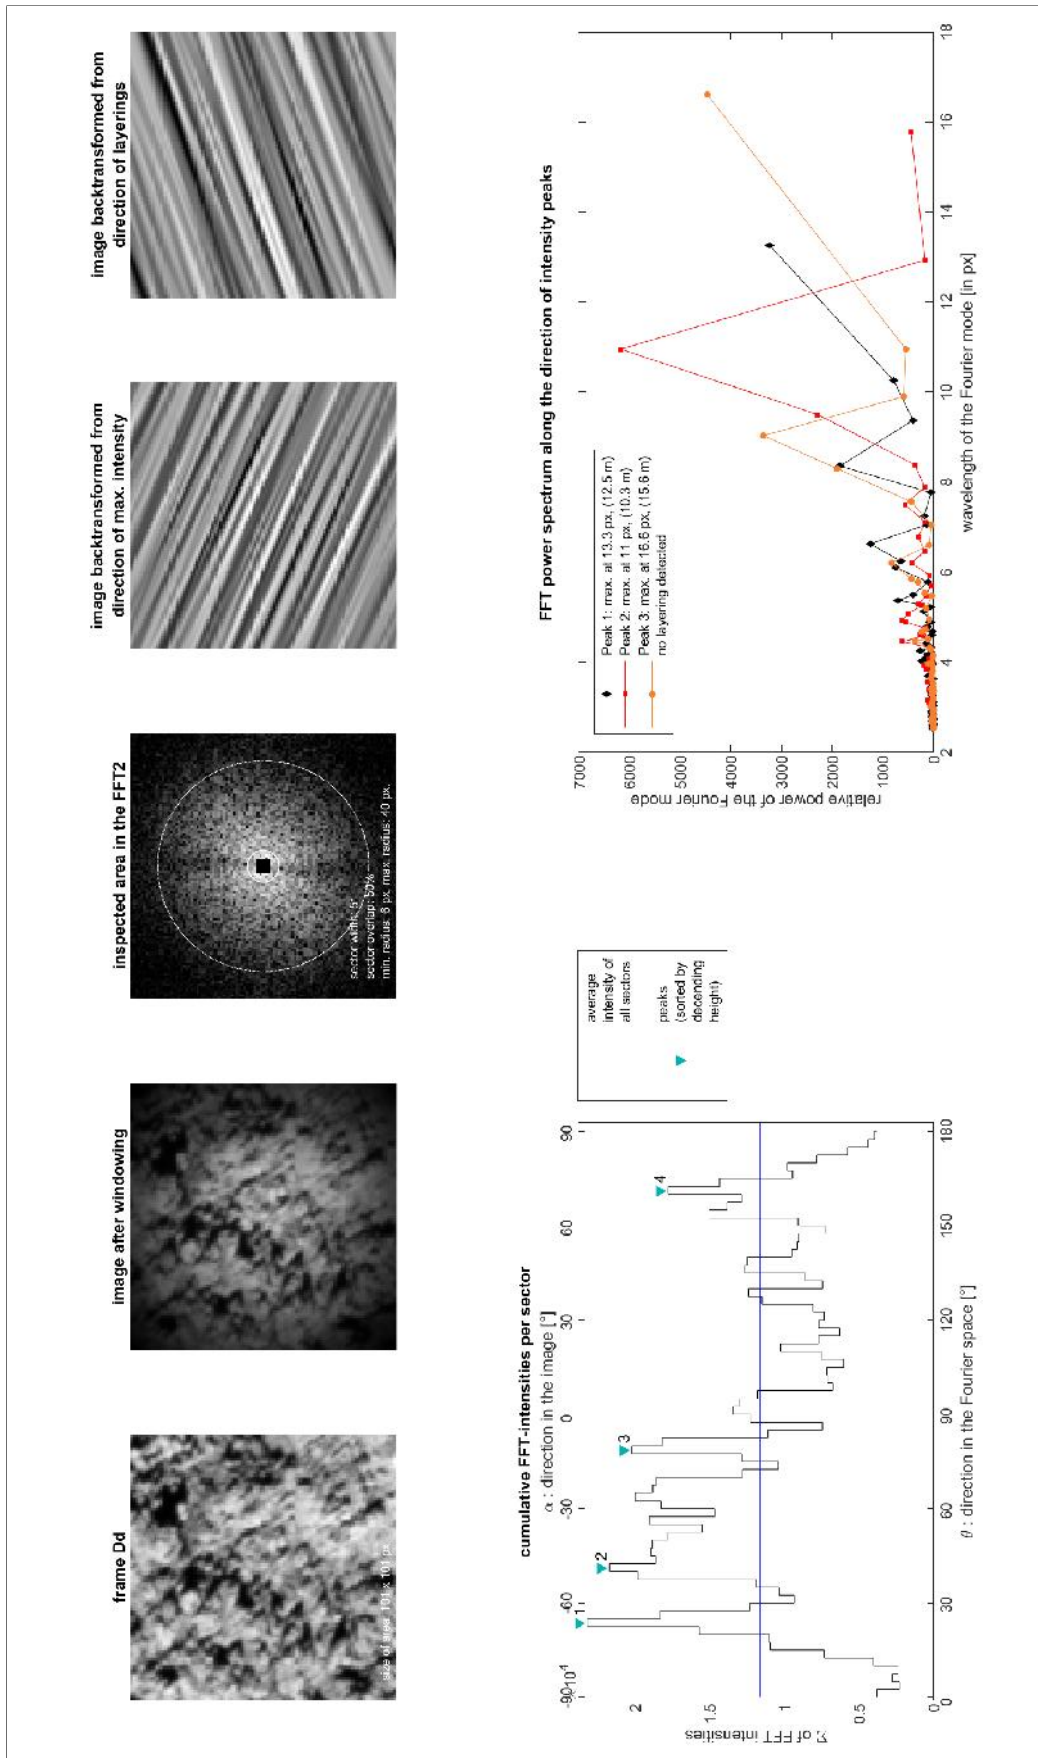 frame Dd
size of area: 101 x 101 px.
image after windowing
inspected area in the FFT2
sector width: 5°
sector overlap: 50%
min. radius: 6 px, max. radius: 40 px.
image backtransformed from
direction of max. intensity
image backtransformed from
direction of layerings
cumulative FFT-intensities per sector
α : direction in the image [°]
-90 -60 -30 0 30 60 90
10⁴
Σ of FFT intensities
2
1.5
1
0.5
0
1 2 3 4
0 30 60 90 120 150 180
θ : direction in the Fourier space [°]
average
intensity of
all sectors
peaks
(sorted by
decending
height)
FFT power spectrum along the direction of intensity peaks
relative power of the Fourier mode
7000
6000
5000
4000
3000
2000
1000
0
Peak 1: max. at 13.3 px, (12.5 m)
Peak 2: max. at 11 px, (10.3 m)
Peak 3: max. at 16.6 px, (15.6 m)
no layering detected
2 4 6 8 10 12 14 16 18
wavelength of the Fourier mode [in px]